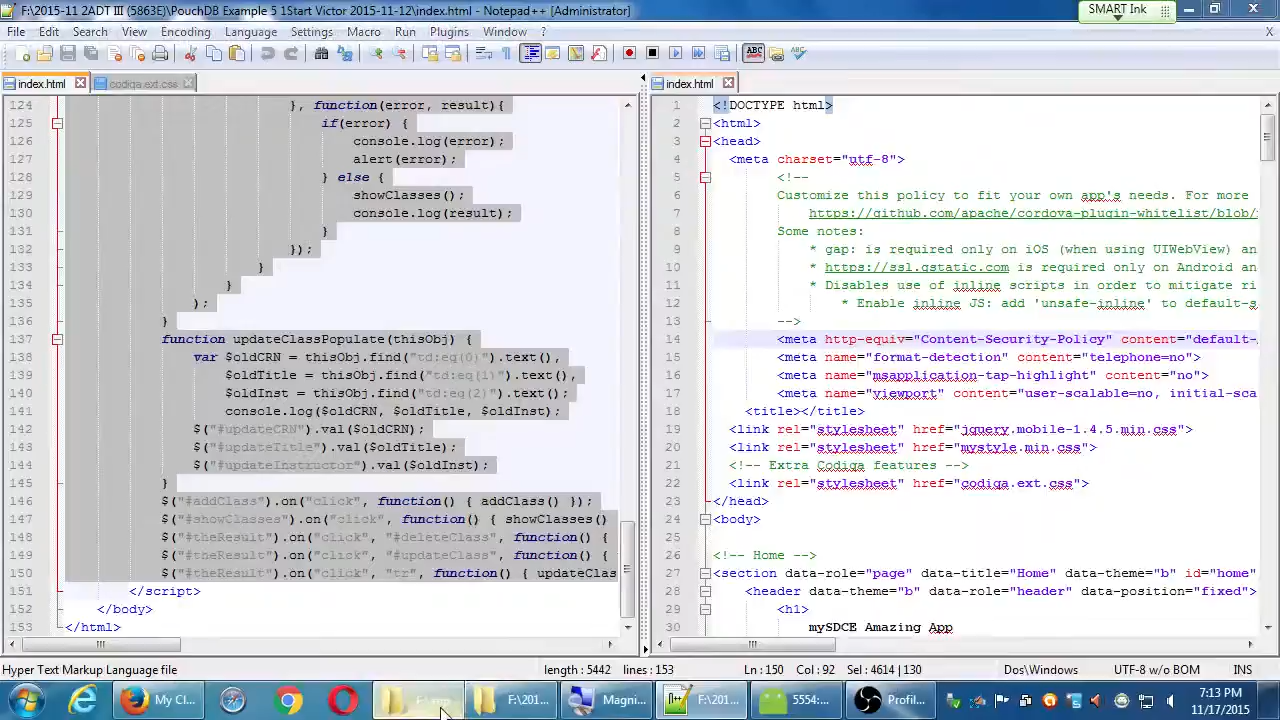 F:\2015-11 2ADT III (5863E)\PouchDB Example 5 1Start Victor 2015-11-12\index.html - Notepad++ [Administrator]
SMART Ink
File Edit Search View Encoding Language Settings Macro Run Plugins Window ? X
index.html codiqa.ext.css
124 }, function(error, result){
125 if(error) {
126 console.log(error);
127 alert(error);
128 } else {
129 showClasses();
130 console.log(result);
131 }
132 });
133 }
134 }
135 );
136 }
137 function updateClassPopulate(thisObj) {
138 var $oldCRN = thisObj.find("td:eq(0)").text(),
139 $oldTitle = thisObj.find("td:eq(1)").text(),
140 $oldInst = thisObj.find("td:eq(2)").text();
141 console.log($oldCRN, $oldTitle, $oldInst);
142 $("#updateCRN").val($oldCRN);
143 $("#updateTitle").val($oldTitle);
144 $("#updateInstructor").val($oldInst);
145 }
146 $("#addClass").on("click", function() { addClass() });
147 $("#showClasses").on("click", function() { showClasses()
148 $("#theResult").on("click", "#deleteClass", function() {
149 $("#theResult").on("click", "#updateClass", function() {
150 $("#theResult").on("click", "tr", function() { updateClas
151 </script>
152 </body>
153 </html>
index.html
1 <!DOCTYPE html>
2 <html>
3 <head>
4 <meta charset="utf-8">
5 <!--
6 Customize this policy to fit your own app's needs. For more
7 https://github.com/apache/cordova-plugin-whitelist/blob/
8 Some notes:
9 * gap: is required only on iOS (when using UIWebView) an
10 * https://ssl.gstatic.com is required only on Android an
11 * Disables use of inline scripts in order to mitigate ri
12 * Enable inline JS: add 'unsafe-inline' to default-s
13 -->
14 <meta http-equiv="Content-Security-Policy" content="default-
15 <meta name="format-detection" content="telephone=no">
16 <meta name="msapplication-tap-highlight" content="no">
17 <meta name="viewport" content="user-scalable=no, initial-sca
18 <title></title>
19 <link rel="stylesheet" href="jquery.mobile-1.4.5.min.css">
20 <link rel="stylesheet" href="mystyle.min.css">
21 <!-- Extra Codiqa features -->
22 <link rel="stylesheet" href="codiqa.ext.css">
23 </head>
24 <body>
25
26 <!-- Home -->
27 <section data-role="page" data-title="Home" data-theme="b" id="home"
28 <header data-theme="b" data-role="header" data-position="fixed">
29 <h1>
30 mySDCE Amazing App
Hyper Text Markup Language file length : 5442 lines : 153 Ln : 150 Col : 92 Sel : 4614 | 130 Dos\Windows UTF-8 w/o BOM INS
My Cl... F:\201... Magni... F:\201... 5554:... Profil...
7:13 PM
11/17/2015